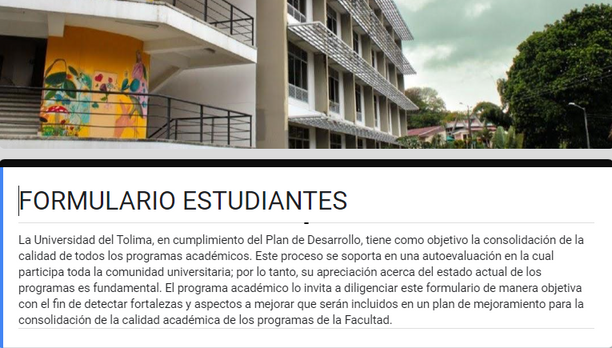 FORMULARIO ESTUDIANTES
La Universidad del Tolima, en cumplimiento del Plan de Desarrollo, tiene como objetivo la consolidación de la
calidad de todos los programas académicos. Este proceso se soporta en una autoevaluación en la cual
participa toda la comunidad universitaria; por lo tanto, su apreciación acerca del estado actual de los
programas es fundamental. El programa académico lo invita a diligenciar este formulario de manera objetiva
con el fin de detectar fortalezas y aspectos a mejorar que serán incluidos en un plan de mejoramiento para la
consolidación de la calidad académica de los programas de la Facultad.